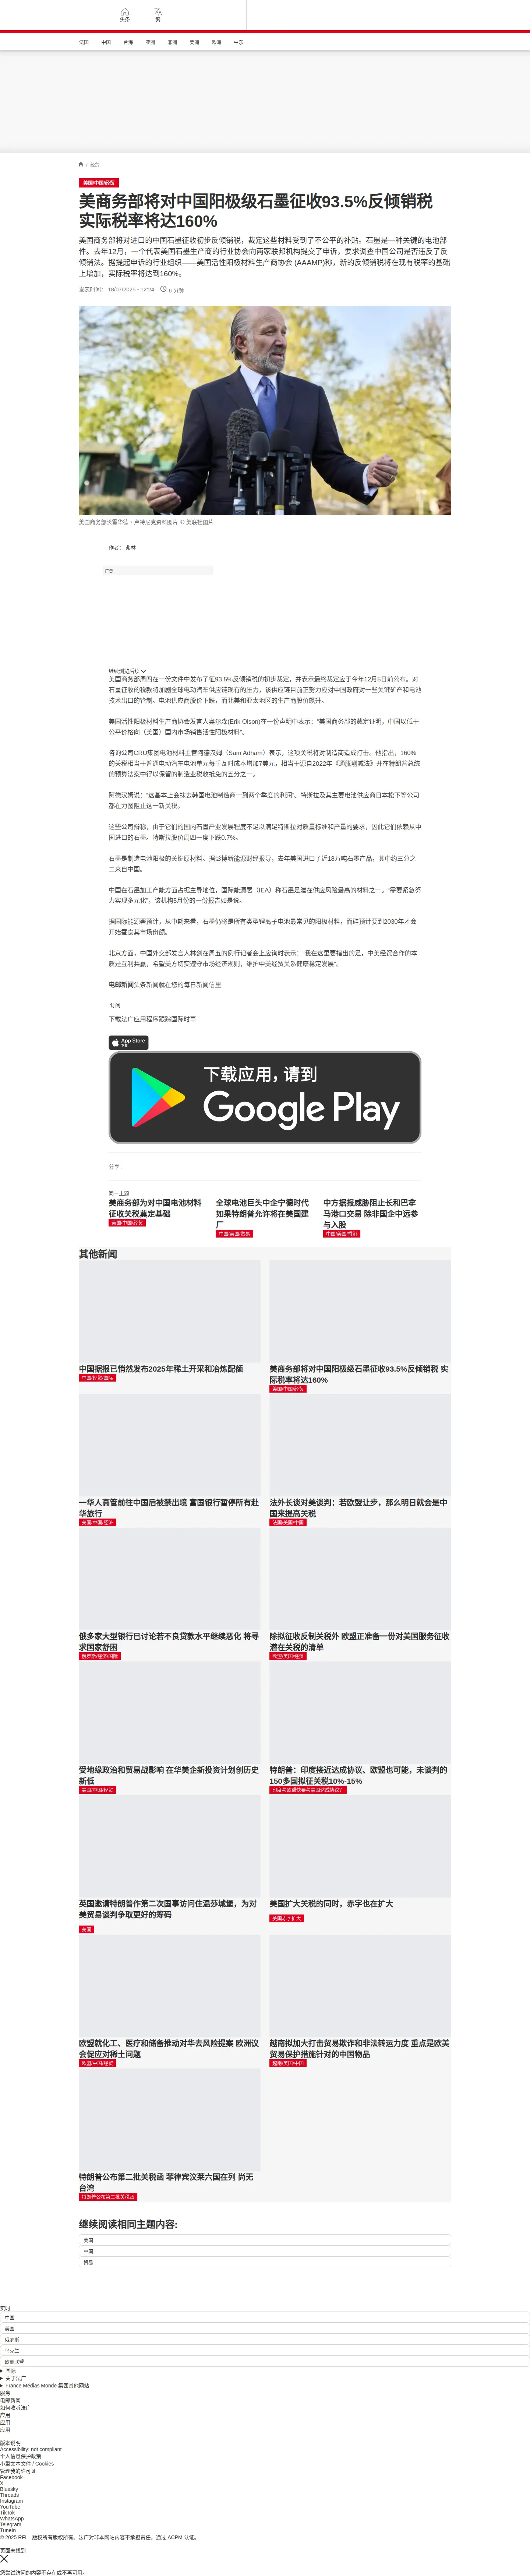 头条
繁
法国
中国
台海
亚洲
非洲
美洲
欧洲
中东
/ 经贸
美国/中国/经贸
美商务部将对中国阳极级石墨征收93.5%反倾销税
实际税率将达160%
美国商务部将对进口的中国石墨征收初步反倾销税，裁定这些材料受到了不公平的补贴。石墨是一种关键的电池部
件。去年12月，一个代表美国石墨生产商的行业协会向两家联邦机构提交了申诉，要求调查中国公司是否违反了反
倾销法。据提起申诉的行业组织——美国活性阳极材料生产商协会 (AAAMP)称，新的反倾销税将在现有税率的基础
上增加，实际税率将达到160%。
发表时间： 18/07/2025 - 12:24
6 分钟
美国商务部长霍华德・卢特尼克资料图片 © 美联社图片
作者： 弗林
广告
继续浏览后续
美国商务部周四在一份文件中发布了征93.5%反倾销税的初步裁定，并表示最终裁定应于今年12月5日前公布。对
石墨征收的税款将加剧全球电动汽车供应链现有的压力，该供应链目前正努力应对中国政府对一些关键矿产和电池
技术出口的管制。电池供应商股价下跌，而北美和亚太地区的生产商股价飙升。
美国活性阳极材料生产商协会发言人奥尔森(Erik Olson)在一份声明中表示：“美国商务部的裁定证明，中国以低于
公平价格向（美国）国内市场销售活性阳极材料”。
咨询公司CRU集团电池材料主管阿德汉姆（Sam Adham）表示，这项关税将对制造商造成打击。他指出，160%
的关税相当于普通电动汽车电池单元每千瓦时成本增加7美元，相当于源自2022年《通胀削减法》并在特朗普总统
的预算法案中得以保留的制造业税收抵免的五分之一。
阿德汉姆说：“这基本上会抹去韩国电池制造商一到两个季度的利润”。特斯拉及其主要电池供应商日本松下等公司
都在力图阻止这一新关税。
这些公司辩称，由于它们的国内石墨产业发展程度不足以满足特斯拉对质量标准和产量的要求，因此它们依赖从中
国进口的石墨。特斯拉股价周四一度下跌0.7%。
石墨是制造电池阳极的关键原材料。据彭博新能源财经报导，去年美国进口了近18万吨石墨产品，其中约三分之
二来自中国。
中国在石墨加工产能方面占据主导地位，国际能源署（IEA）称石墨是潜在供应风险最高的材料之一。“需要紧急努
力实现多元化”，该机构5月份的一份报告如是说。
据国际能源署预计，从中期来看，石墨仍将是所有类型锂离子电池最常见的阳极材料，而硅预计要到2030年才会
开始蚕食其市场份额。
北京方面，中国外交部发言人林剑在周五的例行记者会上应询时表示：“我在这里要指出的是，中美经贸合作的本
质是互利共赢，希望美方切实遵守市场经济规则，维护中美经贸关系健康稳定发展”。
电邮新闻头条新闻就在您的每日新闻信里
订阅
下载法广应用程序跟踪国际时事
App Store
下载
下载应用，请到
Google Play
分享：
同一主题
美商务部为对中国电池材料
征收关税奠定基础
美国/中国/经贸
全球电池巨头中企宁德时代
如果特朗普允许将在美国建
厂
中国/美国/贸易
中方据报威胁阻止长和巴拿
马港口交易 除非国企中远参
与入股
中国/美国/香港
其他新闻
中国据报已悄然发布2025年稀土开采和冶炼配额
中国/经贸/国际
美商务部将对中国阳极级石墨征收93.5%反倾销税 实
际税率将达160%
美国/中国/经贸
一华人高管前往中国后被禁出境 富国银行暂停所有赴
华旅行
美国/中国/经济
法外长谈对美谈判：若欧盟让步，那么明日就会是中
国来提高关税
法国/美国/中国
俄多家大型银行已讨论若不良贷款水平继续恶化 将寻
求国家舒困
俄罗斯/经济/国际
除拟征收反制关税外 欧盟正准备一份对美国服务征收
潜在关税的清单
欧盟/美国/经贸
受地缘政治和贸易战影响 在华美企新投资计划创历史
新低
美国/中国/经贸
特朗普：印度接近达成协议、欧盟也可能，未谈判的
150多国拟征关税10%-15%
印度与欧盟快要与美国达成协议？
英国邀请特朗普作第二次国事访问住温莎城堡，为对
美贸易谈判争取更好的筹码
英国
美国扩大关税的同时，赤字也在扩大
美国赤字扩大
欧盟就化工、医疗和储备推动对华去风险提案 欧洲议
会促应对稀土问题
欧盟/中国/经贸
越南拟加大打击贸易欺诈和非法转运力度 重点是欧美
贸易保护措施针对的中国物品
越南/美国/中国
特朗普公布第二批关税函 菲律宾汶莱六国在列 尚无
台湾
特朗普公布第二批关税函
继续阅读相同主题内容:
美国
中国
贸易
实时
中国
美国
俄罗斯
乌克兰
欧洲联盟
国际
关于法广
France Médias Monde 集团其他网站
服务
电邮新闻
如何收听法广
应用
应用
应用
版本说明
Accessibility: not compliant
个人信息保护政策
小型文本文件 / Cookies
管理我的许可证
Facebook
X
Bluesky
Threads
Instagram
YouTube
TikTok
WhatsApp
Telegram
TuneIn
© 2025 RFI – 版权所有版权所有。法广对非本网站内容不承担责任。通过 ACPM 认证。
页面未找到
您尝试访问的内容不存在或不再可用。